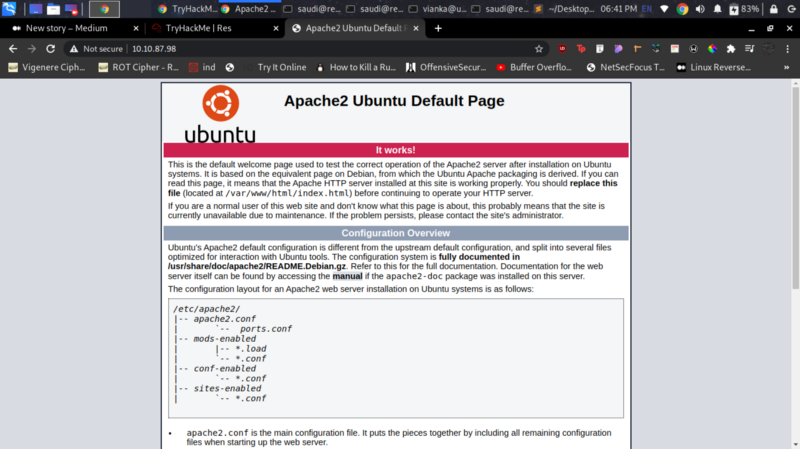 TryHackMe
Apache2 ...
saudi@re...
saudi@re...
vianka@u...
saudi@re...
~/Desktop...
06:41 PM
EN
83%
New story – Medium
TryHackMe | Res
Apache2 Ubuntu Default P
Not secure | 10.10.87.98
Vigenere Ciph...
ROT Cipher - R...
ind
Try It Online
How to Kill a Ru...
OffensiveSecur...
Buffer Overflo...
NetSecFocus T...
Linux Reverse...
ubuntu
Apache2 Ubuntu Default Page
It works!
This is the default welcome page used to test the correct operation of the Apache2 server after installation on Ubuntu
systems. It is based on the equivalent page on Debian, from which the Ubuntu Apache packaging is derived. If you can
read this page, it means that the Apache HTTP server installed at this site is working properly. You should replace this
file (located at /var/www/html/index.html) before continuing to operate your HTTP server.
If you are a normal user of this web site and don't know what this page is about, this probably means that the site is
currently unavailable due to maintenance. If the problem persists, please contact the site's administrator.
Configuration Overview
Ubuntu's Apache2 default configuration is different from the upstream default configuration, and split into several files
optimized for interaction with Ubuntu tools. The configuration system is fully documented in
/usr/share/doc/apache2/README.Debian.gz. Refer to this for the full documentation. Documentation for the web
server itself can be found by accessing the manual if the apache2-doc package was installed on this server.
The configuration layout for an Apache2 web server installation on Ubuntu systems is as follows:
/etc/apache2/
|-- apache2.conf
|       `--  ports.conf
|-- mods-enabled
|       |-- *.load
|       `-- *.conf
|-- conf-enabled
|       `-- *.conf
|-- sites-enabled
|       `-- *.conf
• apache2.conf is the main configuration file. It puts the pieces together by including all remaining configuration
files when starting up the web server.